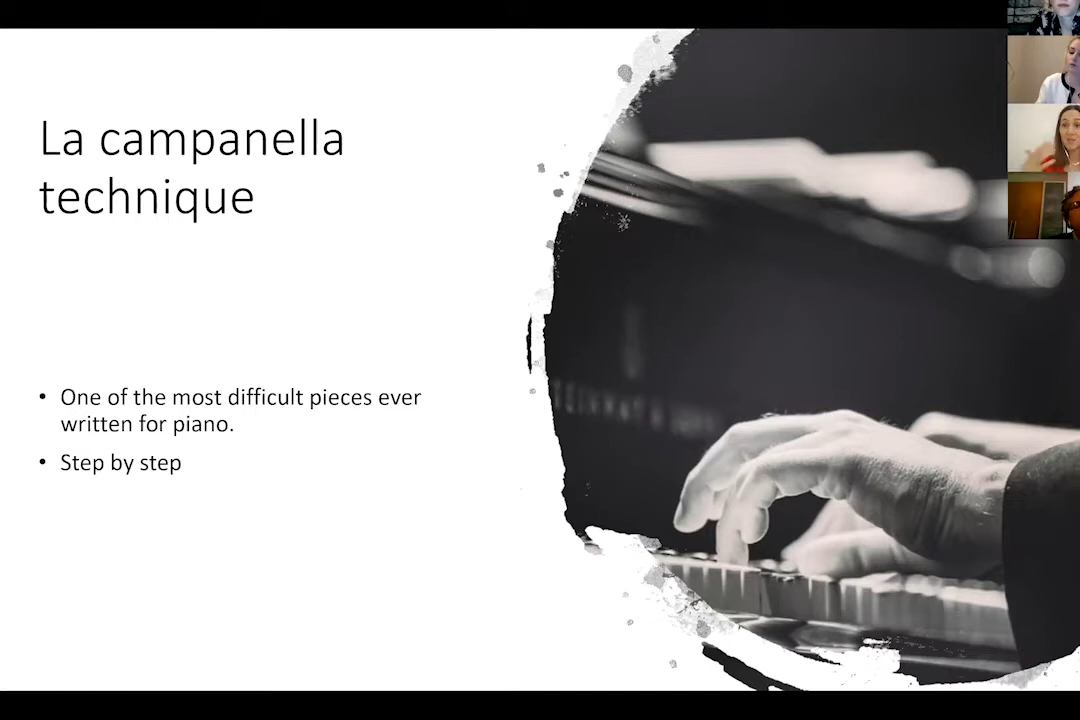 La campanella
technique
• One of the most difficult pieces ever
written for piano.
• Step by step